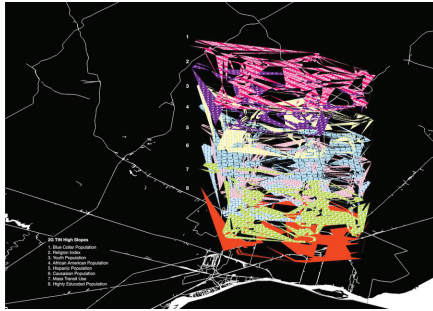 1
2
3
4
5
6
7
8
2G TIN High Slopes
1. Blue Collar Population
2. Religion Index
3. Youth Population
4. African American Population
5. Hispanic Population
6. Causasian Population
7. Mass Transit Use
8. Highly Educated Population